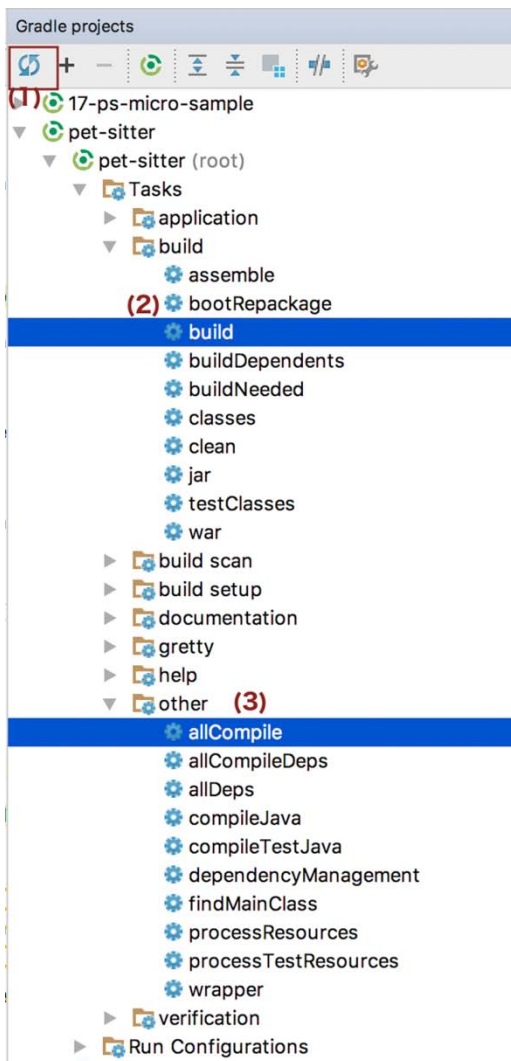 Gradle projects
(1) 17-ps-micro-sample
pet-sitter
pet-sitter (root)
Tasks
application
build
assemble
(2) bootRepackage
build
buildDependents
buildNeeded
classes
clean
jar
testClasses
war
build scan
build setup
documentation
gretty
help
other (3)
allCompile
allCompileDeps
allDeps
compileJava
compileTestJava
dependencyManagement
findMainClass
processResources
processTestResources
wrapper
verification
Run Configurations